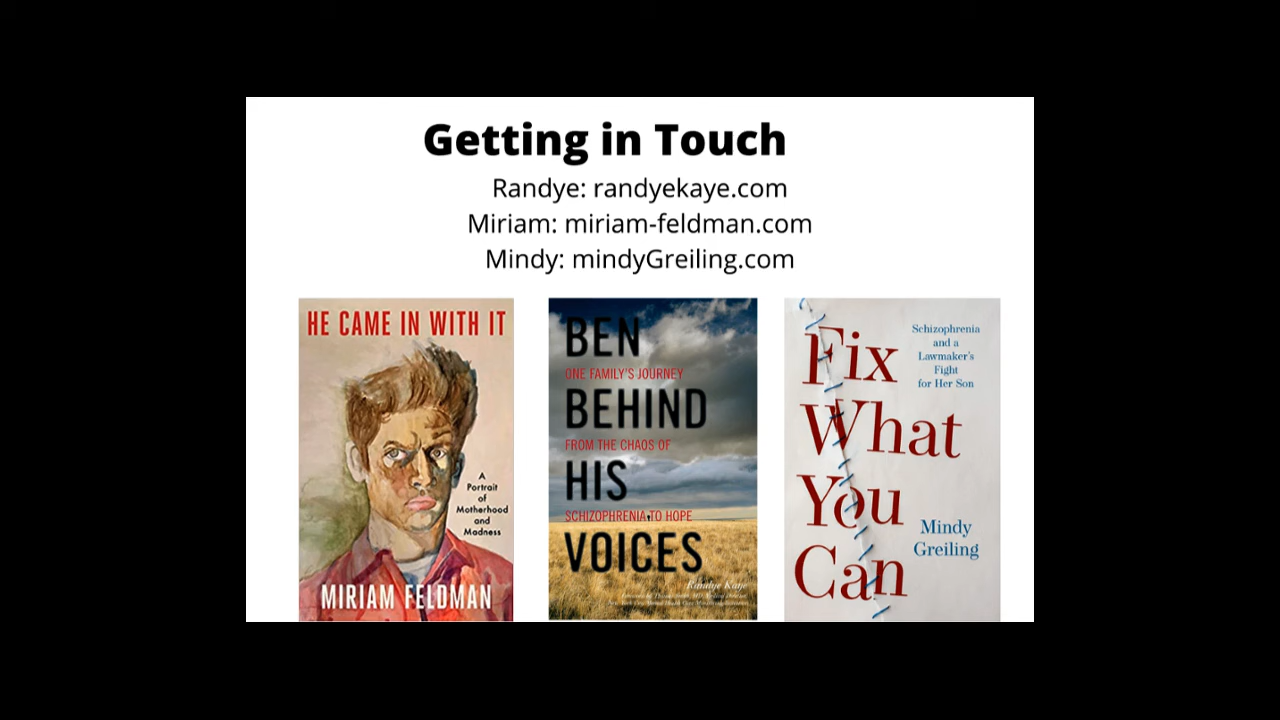 Getting in Touch
Randye: randyekaye.com
Miriam: miriam-feldman.com
Mindy: mindyGreiling.com
HE CAME IN WITH IT
A
Portrait
of
Motherhood
and
Madness
MIRIAM FELDMAN
BEN
ONE FAMILY'S JOURNEY
BEHIND
FROM THE CHAOS OF
HIS
SCHIZOPHRENIA TO HOPE
VOICES
Randye Kaye
Schizophrenia
and a
Lawmaker's
Fight
for Her Son
Fix
What
You
Can
Mindy
Greiling